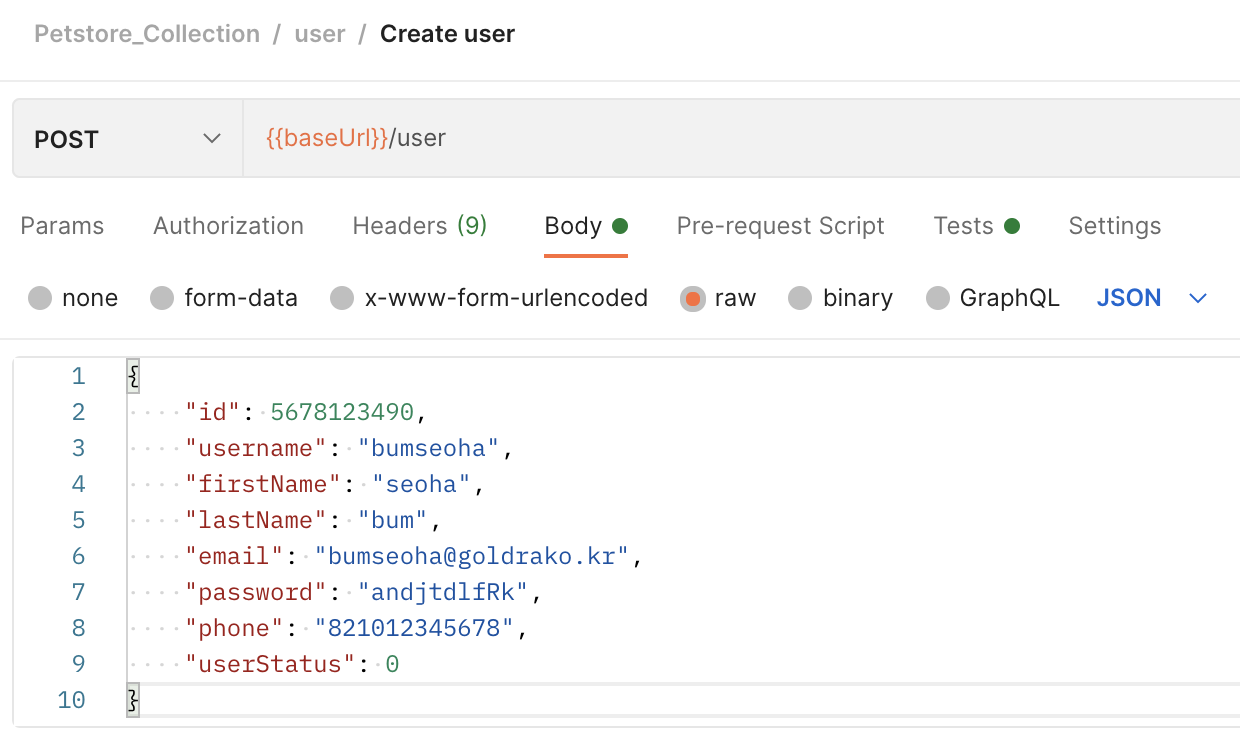 Petstore_Collection / user / Create user
POST {{baseUrl}}/user
Params Authorization Headers (9) Body Pre-request Script Tests Settings
none form-data x-www-form-urlencoded raw binary GraphQL JSON
1 {
2 "id": 5678123490,
3 "username": "bumseoha",
4 "firstName": "seoha",
5 "lastName": "bum",
6 "email": "bumseoha@goldrako.kr",
7 "password": "andjtdlfRk",
8 "phone": "821012345678",
9 "userStatus": 0
10 }